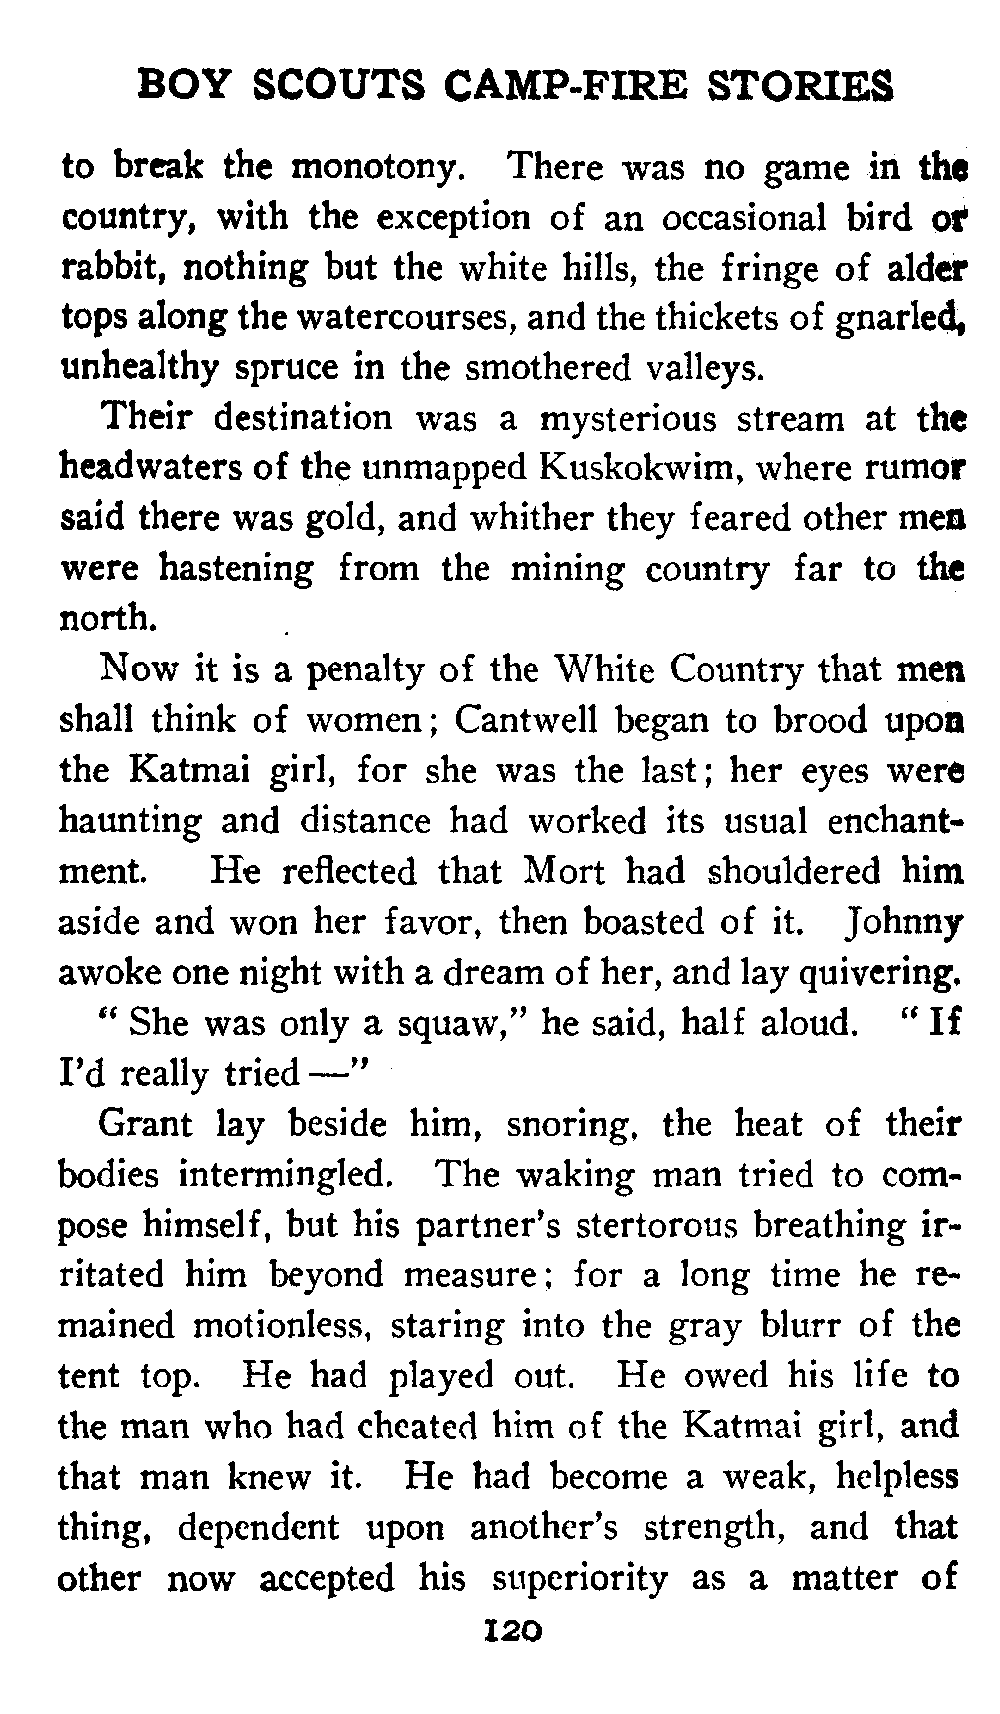 BOY SCOUTS CAMP-FIRE STORIES
to break the monotony. There was no game in the
country, with the exception of an occasional bird or
rabbit, nothing but the white hills, the fringe of alder
tops along the watercourses, and the thickets of gnarled,
unhealthy spruce in the smothered valleys.
Their destination was a mysterious stream at the
headwaters of the unmapped Kuskokwim, where rumor
said there was gold, and whither they feared other men
were hastening from the mining country far to the
north.
Now it is a penalty of the White Country that men
shall think of women; Cantwell began to brood upon
the Katmai girl, for she was the last; her eyes were
haunting and distance had worked its usual enchant-
ment. He reflected that Mort had shouldered him
aside and won her favor, then boasted of it. Johnny
awoke one night with a dream of her, and lay quivering.
" She was only a squaw," he said, half aloud. " If
I'd really tried —"
Grant lay beside him, snoring, the heat of their
bodies intermingled. The waking man tried to com-
pose himself, but his partner's stertorous breathing ir-
ritated him beyond measure; for a long time he re-
mained motionless, staring into the gray blurr of the
tent top. He had played out. He owed his life to
the man who had cheated him of the Katmai girl, and
that man knew it. He had become a weak, helpless
thing, dependent upon another's strength, and that
other now accepted his superiority as a matter of
120